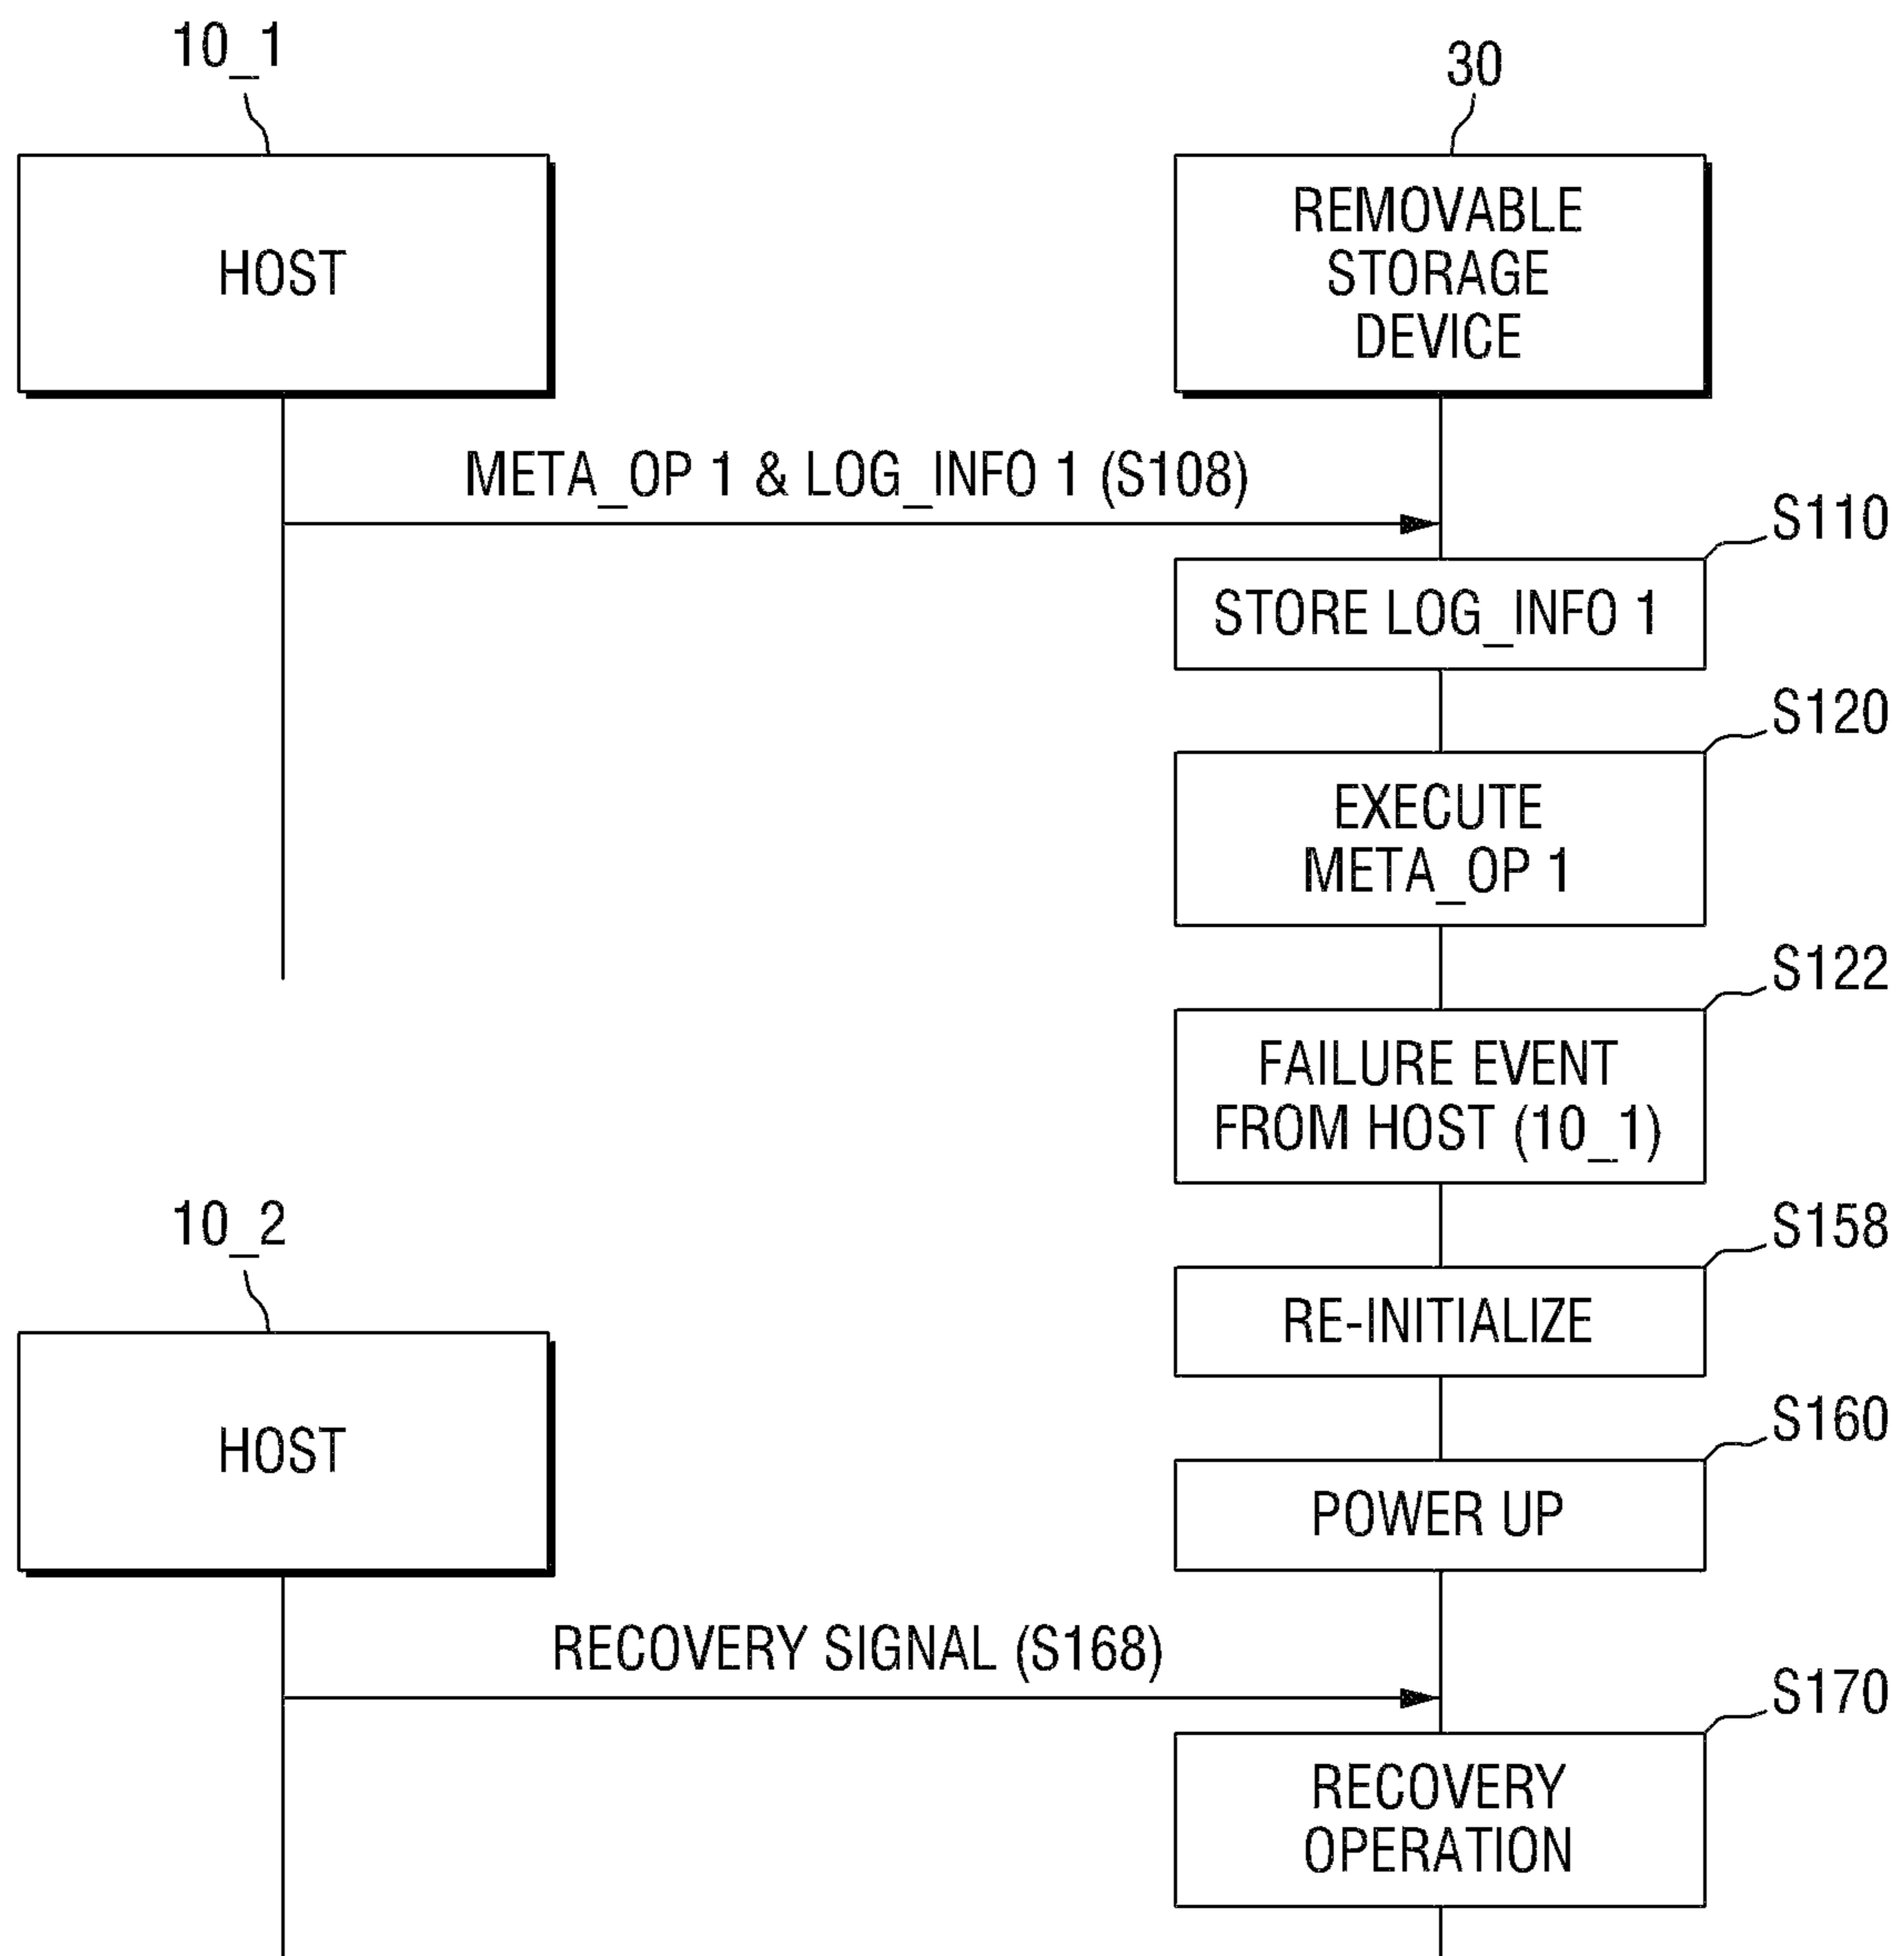 10_1
30
HOST
REMOVABLE
STORAGE
DEVICE
META_OP 1 & LOG_INFO 1 (S108)
S110
STORE LOG_INFO 1
S120
EXECUTE
META_OP 1
S122
FAILURE EVENT
FROM HOST (10_1)
10_2
S158
RE-INITIALIZE
HOST
S160
POWER UP
RECOVERY SIGNAL (S168)
S170
RECOVERY
OPERATION